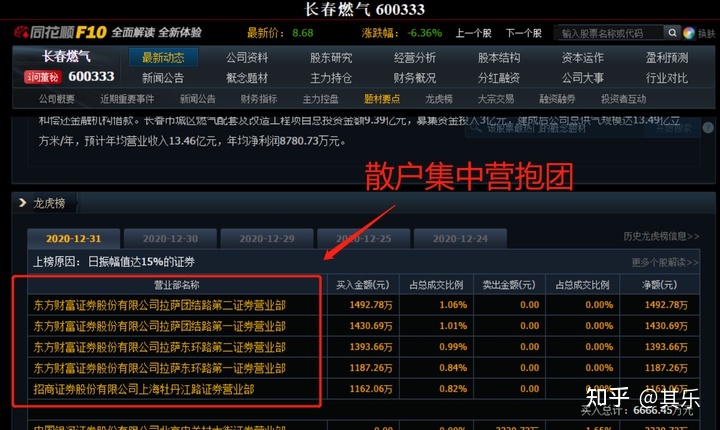 长春燃气 600333
同花顺F10 全面解读 全新体验 最新价：8.68 涨跌幅：-6.36% 上一个股 下一个股 输入股票名称或代码 换肤
长春燃气 最新动态 公司资料 股东研究 经营分析 股本结构 资本运作 盈利预测
问董秘 600333 新闻公告 概念题材 主力持仓 财务概况 分红融资 公司大事 行业对比
公司概要 近期重要事件 新闻公告 财务指标 主力控盘 题材要点 龙虎榜 大宗交易 融资融券 投资者互动
和偿还金融机构借款。长春市城区燃气配套及改造工程项目总投资金额9.39亿元，募集资金投入3亿元，建成后公司总供气规模达13.49亿立
方米/年，预计年均营业收入13.46亿元，年均净利润8780.73万元。
散户集中营抱团
龙虎榜
2020-12-31 2020-12-30 2020-12-29 2020-12-25 2020-12-24 历史龙虎榜信息>>
上榜原因：日振幅值达15%的证券 更多个股解读>>
营业部名称 买入金额(元) 占总成交比例 卖出金额(元) 占总成交比例 净额(元)
东方财富证券股份有限公司拉萨团结路第二证券营业部 1492.78万 1.06% 0.00 0.00% 1492.78万
东方财富证券股份有限公司拉萨团结路第一证券营业部 1430.69万 1.01% 0.00 0.00% 1430.69万
东方财富证券股份有限公司拉萨东环路第二证券营业部 1393.66万 0.99% 0.00 0.00% 1393.66万
东方财富证券股份有限公司拉萨东环路第一证券营业部 1187.26万 0.84% 0.00 0.00% 1187.26万
招商证券股份有限公司上海牡丹江路证券营业部 1162.06万 0.82% 0.00 0.00% 1162.06万
知乎 @其乐
买入总计：6666.45万元